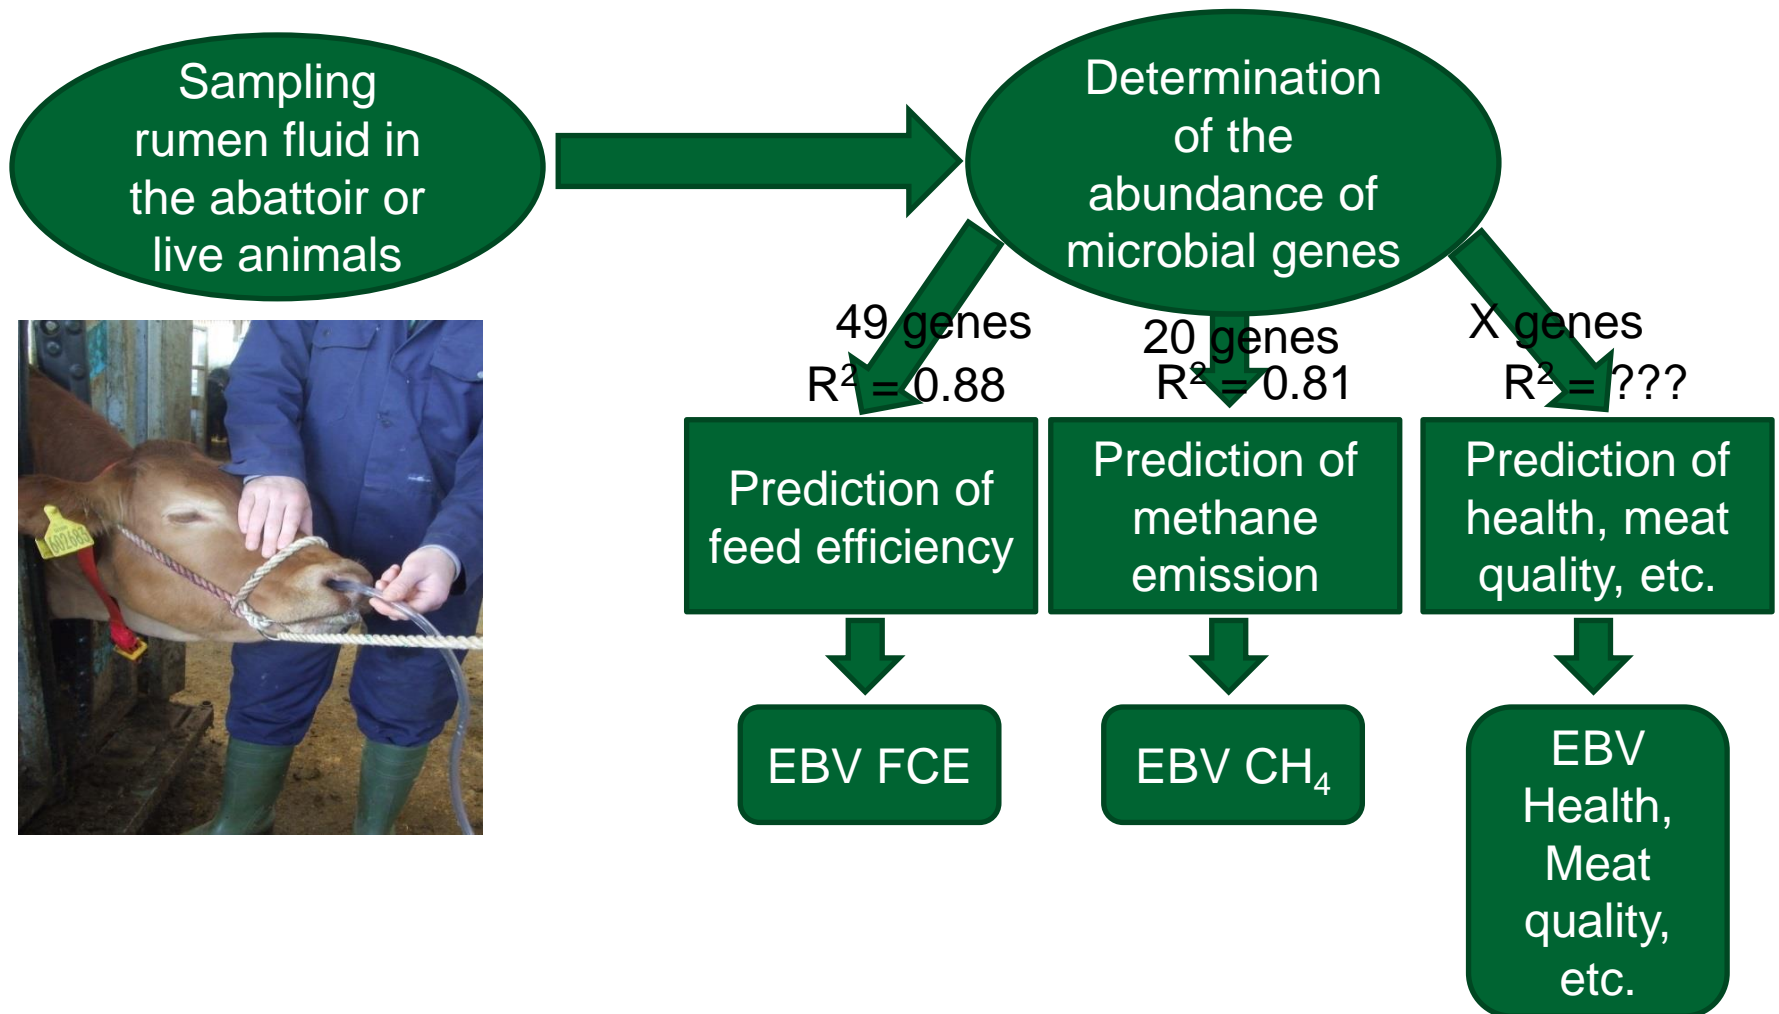 Sampling
rumen fluid in
the abattoir or
live animals
Determination
of the
abundance of
microbial genes
49 genes
R² = 0.88
20 genes
R² = 0.81
X genes
R² = ???
Prediction of
feed efficiency
Prediction of
methane
emission
Prediction of
health, meat
quality, etc.
EBV FCE
EBV CH₄
EBV
Health,
Meat
quality,
etc.